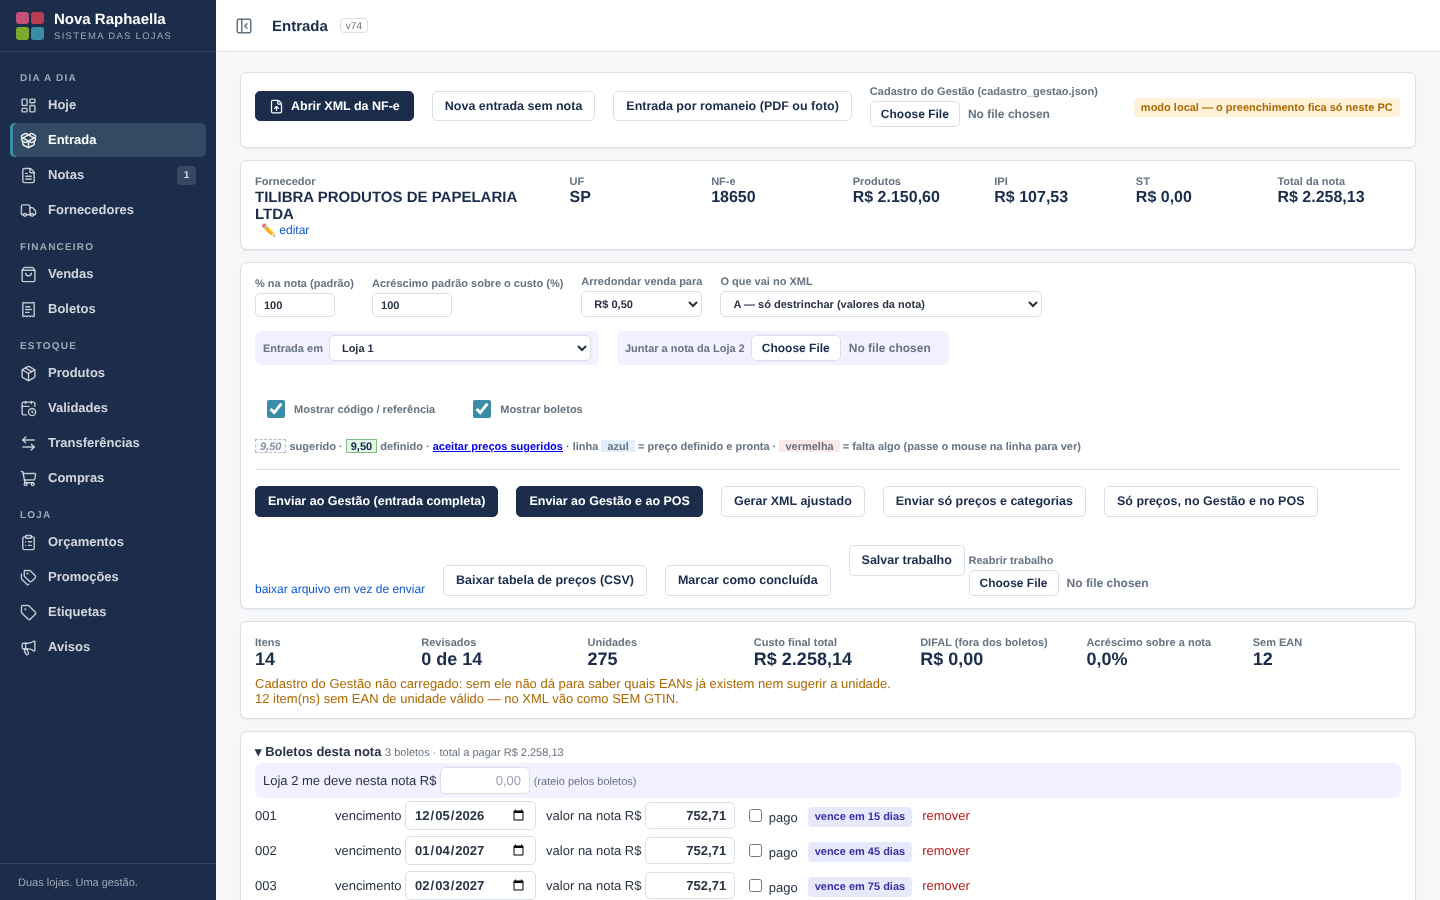 Nova Raphaella
SISTEMA DAS LOJAS
DIA A DIA
Hoje
Entrada
Notas 1
Fornecedores
FINANCEIRO
Vendas
Boletos
ESTOQUE
Produtos
Validades
Transferências
Compras
LOJA
Orçamentos
Promoções
Etiquetas
Avisos
Duas lojas. Uma gestão.
Entrada v74
Abrir XML da NF-e
Nova entrada sem nota
Entrada por romaneio (PDF ou foto)
Cadastro do Gestão (cadastro_gestao.json)
Choose File No file chosen
modo local — o preenchimento fica só neste PC
Fornecedor
TILIBRA PRODUTOS DE PAPELARIA
LTDA
✏️ editar
UF
SP
NF-e
18650
Produtos
R$ 2.150,60
IPI
R$ 107,53
ST
R$ 0,00
Total da nota
R$ 2.258,13
% na nota (padrão)
100
Acréscimo padrão sobre o custo (%)
100
Arredondar venda para
R$ 0,50
O que vai no XML
A — só destrinchar (valores da nota)
Entrada em Loja 1
Juntar a nota da Loja 2 Choose File No file chosen
Mostrar código / referência
Mostrar boletos
9,50 sugerido · 9,50 definido · aceitar preços sugeridos · linha azul = preço definido e pronta · vermelha = falta algo (passe o mouse na linha para ver)
Enviar ao Gestão (entrada completa)
Enviar ao Gestão e ao POS
Gerar XML ajustado
Enviar só preços e categorias
Só preços, no Gestão e no POS
baixar arquivo em vez de enviar
Baixar tabela de preços (CSV)
Marcar como concluída
Salvar trabalho
Reabrir trabalho
Choose File No file chosen
Itens
14
Revisados
0 de 14
Unidades
275
Custo final total
R$ 2.258,14
DIFAL (fora dos boletos)
R$ 0,00
Acréscimo sobre a nota
0,0%
Sem EAN
12
Cadastro do Gestão não carregado: sem ele não dá para saber quais EANs já existem nem sugerir a unidade.
12 item(ns) sem EAN de unidade válido — no XML vão como SEM GTIN.
▾ Boletos desta nota 3 boletos · total a pagar R$ 2.258,13
Loja 2 me deve nesta nota R$ 0,00 (rateio pelos boletos)
001 vencimento 12/05/2026 valor na nota R$ 752,71 pago vence em 15 dias remover
002 vencimento 01/04/2027 valor na nota R$ 752,71 pago vence em 45 dias remover
003 vencimento 02/03/2027 valor na nota R$ 752,71 pago vence em 75 dias remover